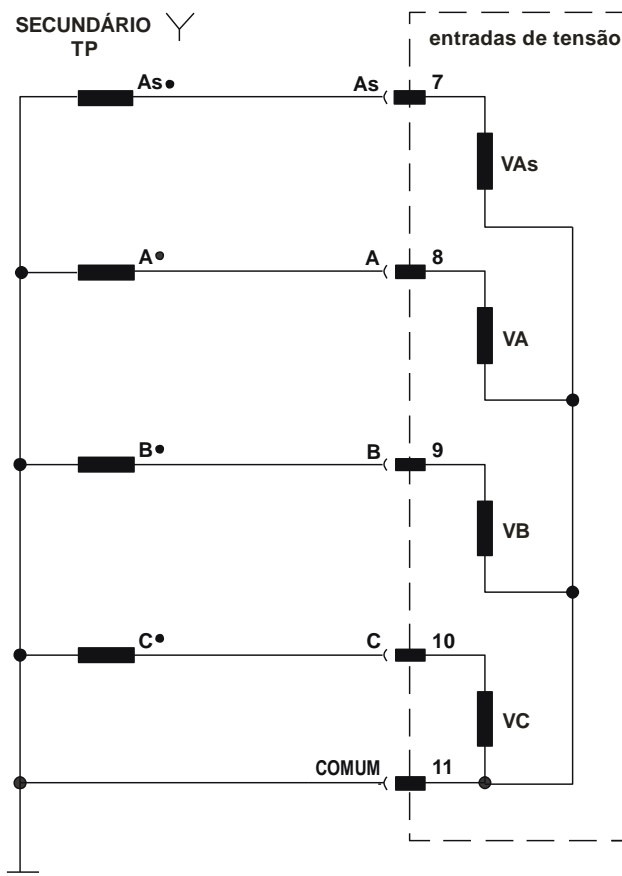 SECUNDÁRIO
TP
entradas de tensão
As
As
7
VAs
A
A
8
VA
B
B
9
VB
C
C
10
VC
COMUM
11